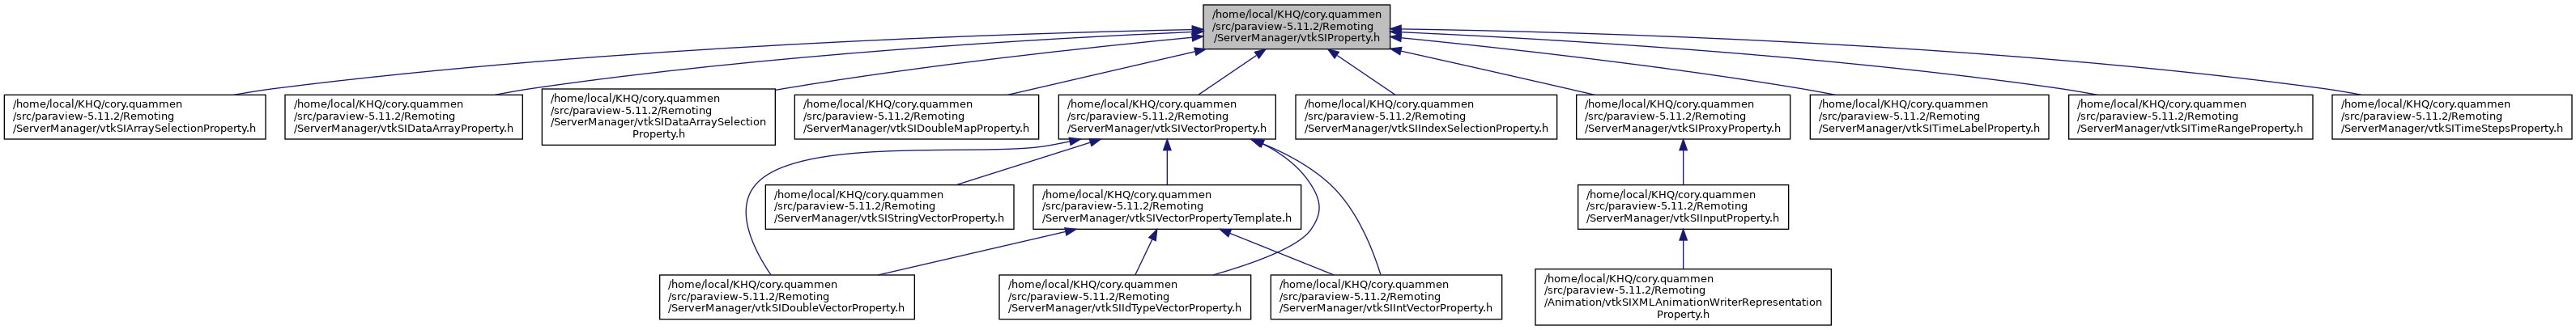 /home/local/KHQ/cory.quammen
/src/paraview-5.11.2/Remoting
/ServerManager/vtkSIProperty.h
/home/local/KHQ/cory.quammen
/src/paraview-5.11.2/Remoting
/ServerManager/vtkSIArraySelectionProperty.h
/home/local/KHQ/cory.quammen
/src/paraview-5.11.2/Remoting
/ServerManager/vtkSIDataArrayProperty.h
/home/local/KHQ/cory.quammen
/src/paraview-5.11.2/Remoting
/ServerManager/vtkSIDataArraySelection
Property.h
/home/local/KHQ/cory.quammen
/src/paraview-5.11.2/Remoting
/ServerManager/vtkSIDoubleMapProperty.h
/home/local/KHQ/cory.quammen
/src/paraview-5.11.2/Remoting
/ServerManager/vtkSIVectorProperty.h
/home/local/KHQ/cory.quammen
/src/paraview-5.11.2/Remoting
/ServerManager/vtkSIIndexSelectionProperty.h
/home/local/KHQ/cory.quammen
/src/paraview-5.11.2/Remoting
/ServerManager/vtkSIProxyProperty.h
/home/local/KHQ/cory.quammen
/src/paraview-5.11.2/Remoting
/ServerManager/vtkSITimeLabelProperty.h
/home/local/KHQ/cory.quammen
/src/paraview-5.11.2/Remoting
/ServerManager/vtkSITimeRangeProperty.h
/home/local/KHQ/cory.quammen
/src/paraview-5.11.2/Remoting
/ServerManager/vtkSITimeStepsProperty.h
/home/local/KHQ/cory.quammen
/src/paraview-5.11.2/Remoting
/ServerManager/vtkSIStringVectorProperty.h
/home/local/KHQ/cory.quammen
/src/paraview-5.11.2/Remoting
/ServerManager/vtkSIVectorPropertyTemplate.h
/home/local/KHQ/cory.quammen
/src/paraview-5.11.2/Remoting
/ServerManager/vtkSIInputProperty.h
/home/local/KHQ/cory.quammen
/src/paraview-5.11.2/Remoting
/ServerManager/vtkSIDoubleVectorProperty.h
/home/local/KHQ/cory.quammen
/src/paraview-5.11.2/Remoting
/ServerManager/vtkSIIdTypeVectorProperty.h
/home/local/KHQ/cory.quammen
/src/paraview-5.11.2/Remoting
/ServerManager/vtkSIIntVectorProperty.h
/home/local/KHQ/cory.quammen
/src/paraview-5.11.2/Remoting
/Animation/vtkSIXMLAnimationWriterRepresentation
Property.h